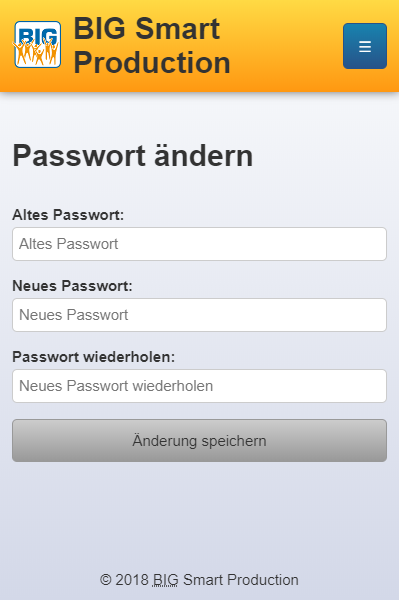 BIG
BIG Smart
Production
☰
Passwort ändern
Altes Passwort:
Altes Passwort
Neues Passwort:
Neues Passwort
Passwort wiederholen:
Neues Passwort wiederholen
Änderung speichern
© 2018 BIG Smart Production